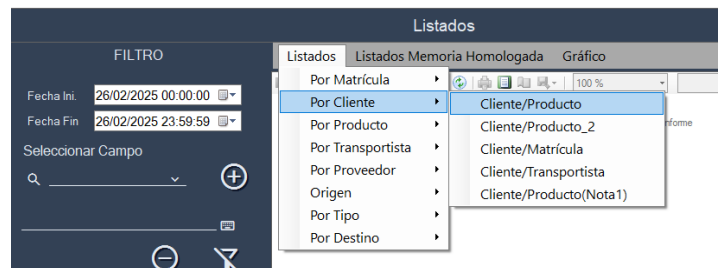 Listados
FILTRO
Listados Listados Memoria Homologada Gráfico
Fecha Ini. 26/02/2025 00:00:00
Fecha Fin 26/02/2025 23:59:59
Seleccionar Campo
100 %
Por Matrícula
Por Cliente
Por Producto
Por Transportista
Por Proveedor
Origen
Por Tipo
Por Destino
Cliente/Producto
Cliente/Producto_2
Cliente/Matrícula
Cliente/Transportista
Cliente/Producto(Nota1)
nforme